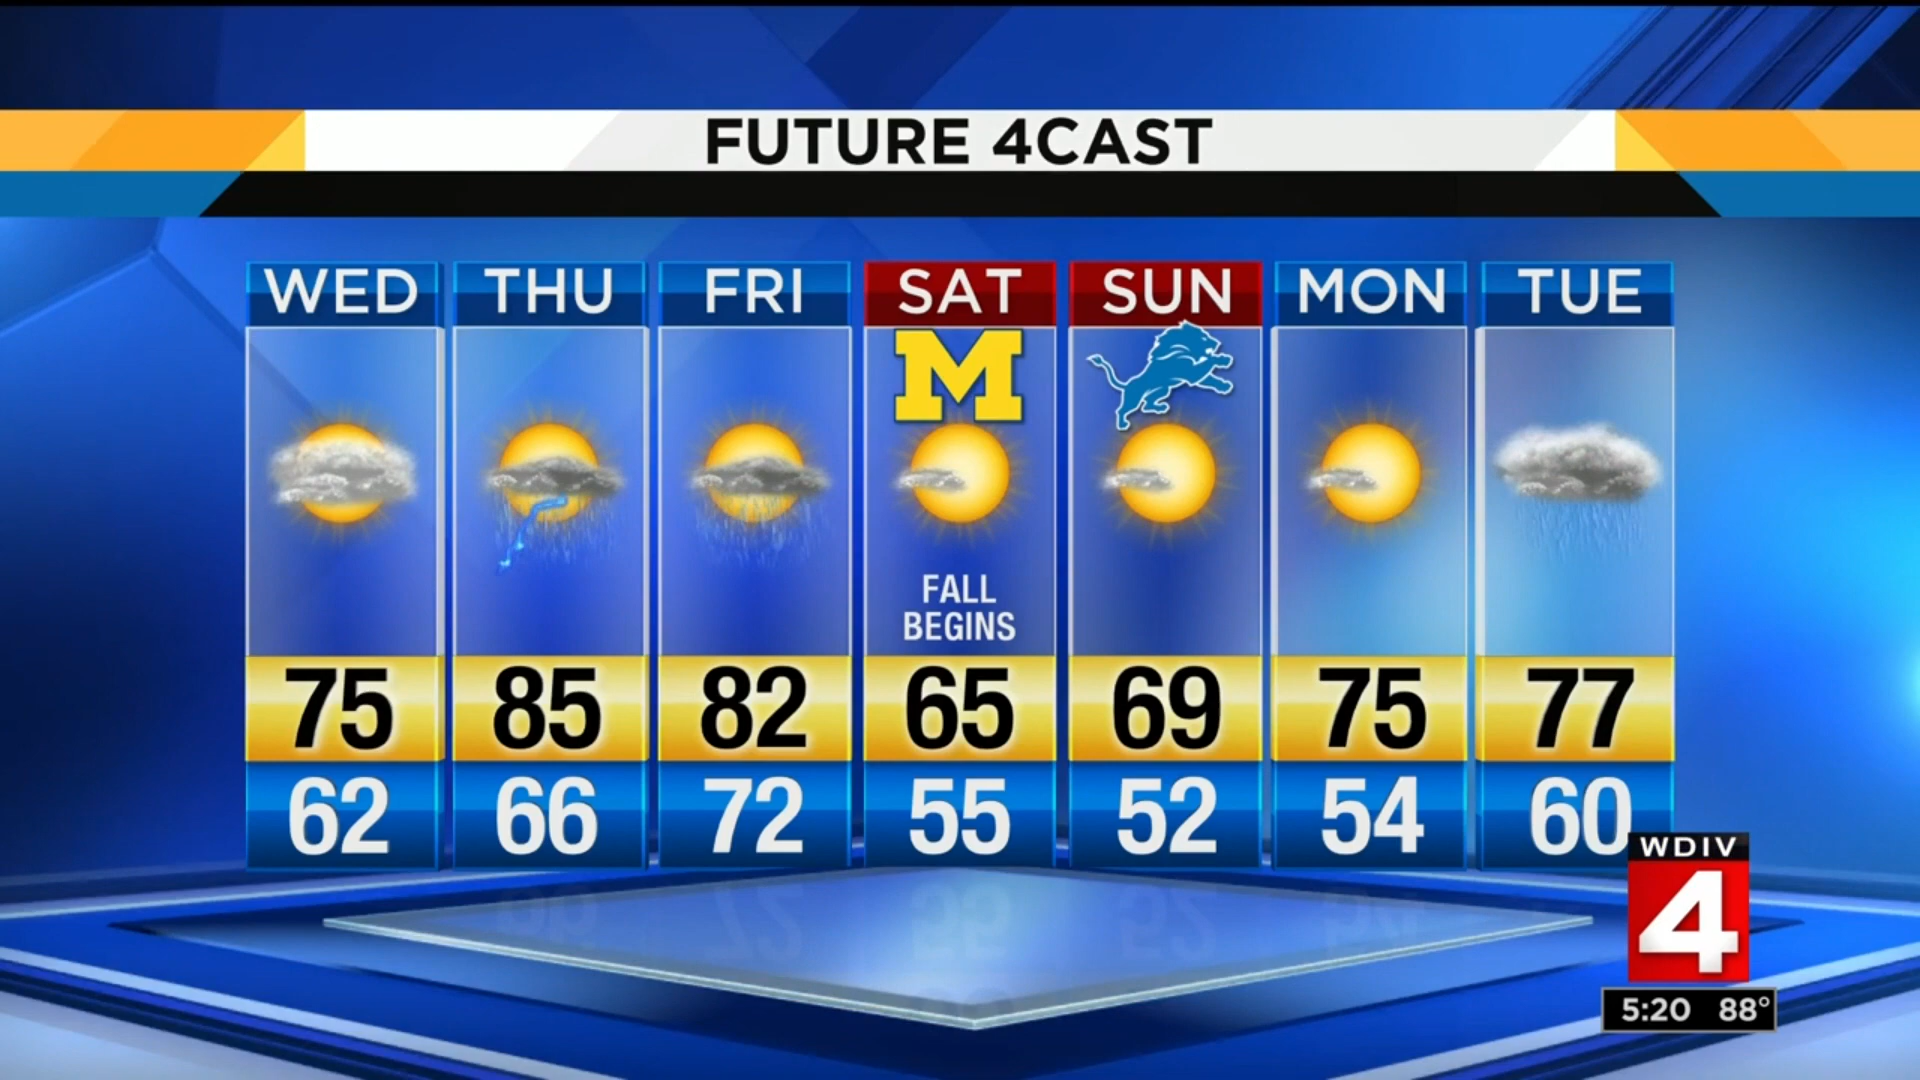 FUTURE 4CAST
WED THU FRI SAT SUN MON TUE
M
FALL
BEGINS
75 85 82 65 69 75 77
62 66 72 55 52 54 60
WDIV
4
5:20 88°